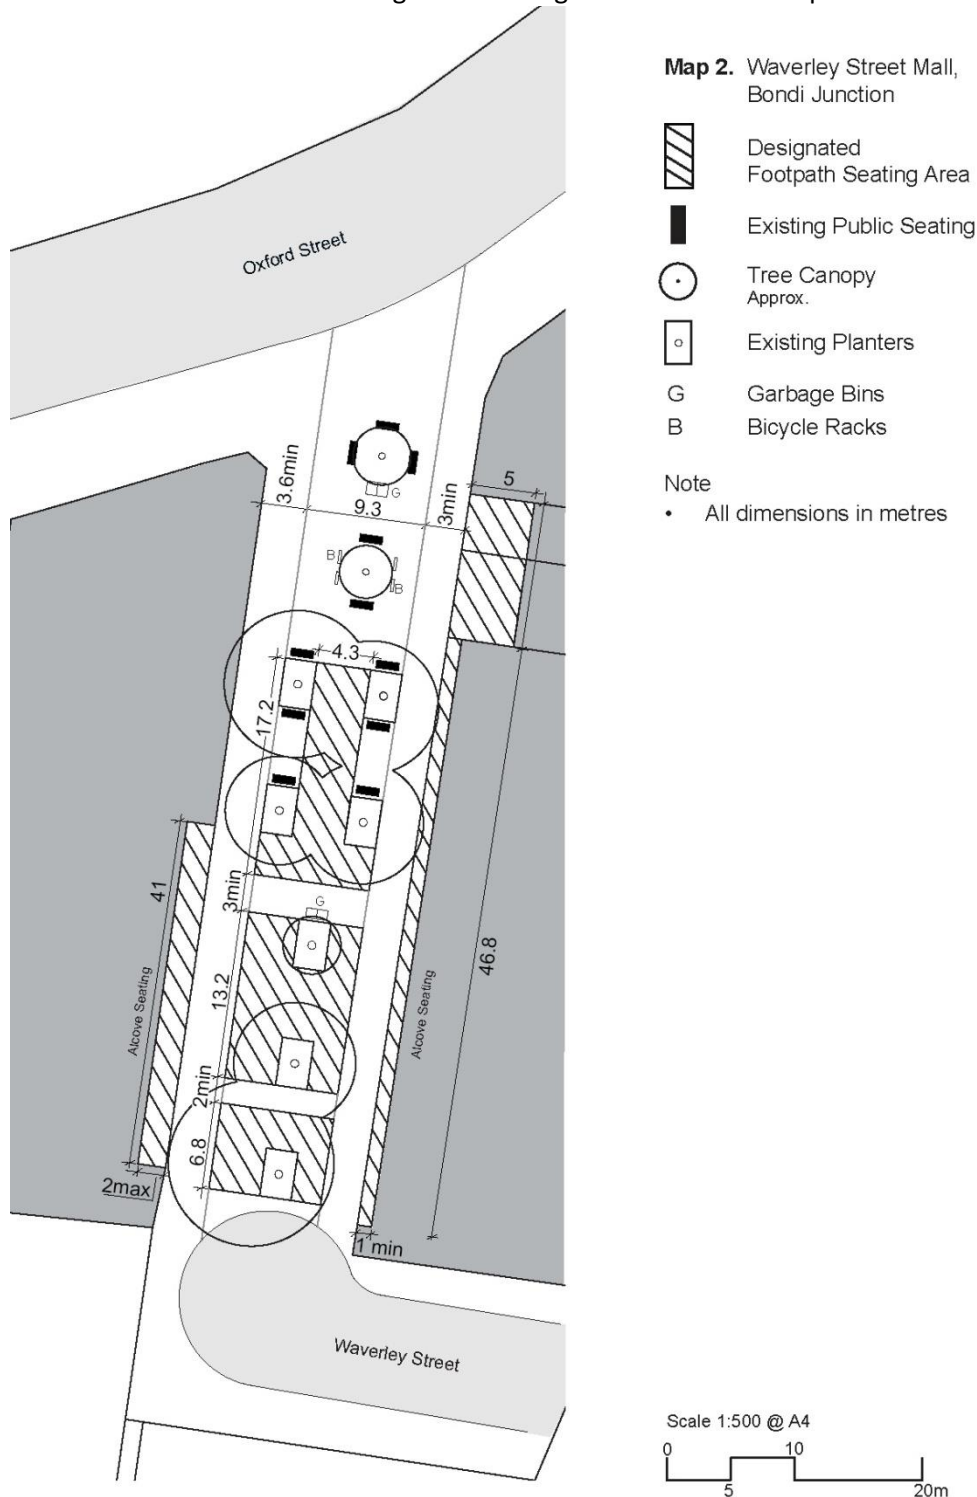 Map 2. Waverley Street Mall,
Bondi Junction
Designated
Footpath Seating Area
Existing Public Seating
Tree Canopy
Approx.
Existing Planters
G Garbage Bins
B Bicycle Racks
Note
• All dimensions in metres
Oxford Street
3.6min
9.3
3min
5
G
B
B
4.3
17.2
41
3min
G
13.2
46.8
Alcove Seating
Alcove Seating
2min
6.8
2max
1 min
Waverley Street
Scale 1:500 @ A4
0 10
5 20m